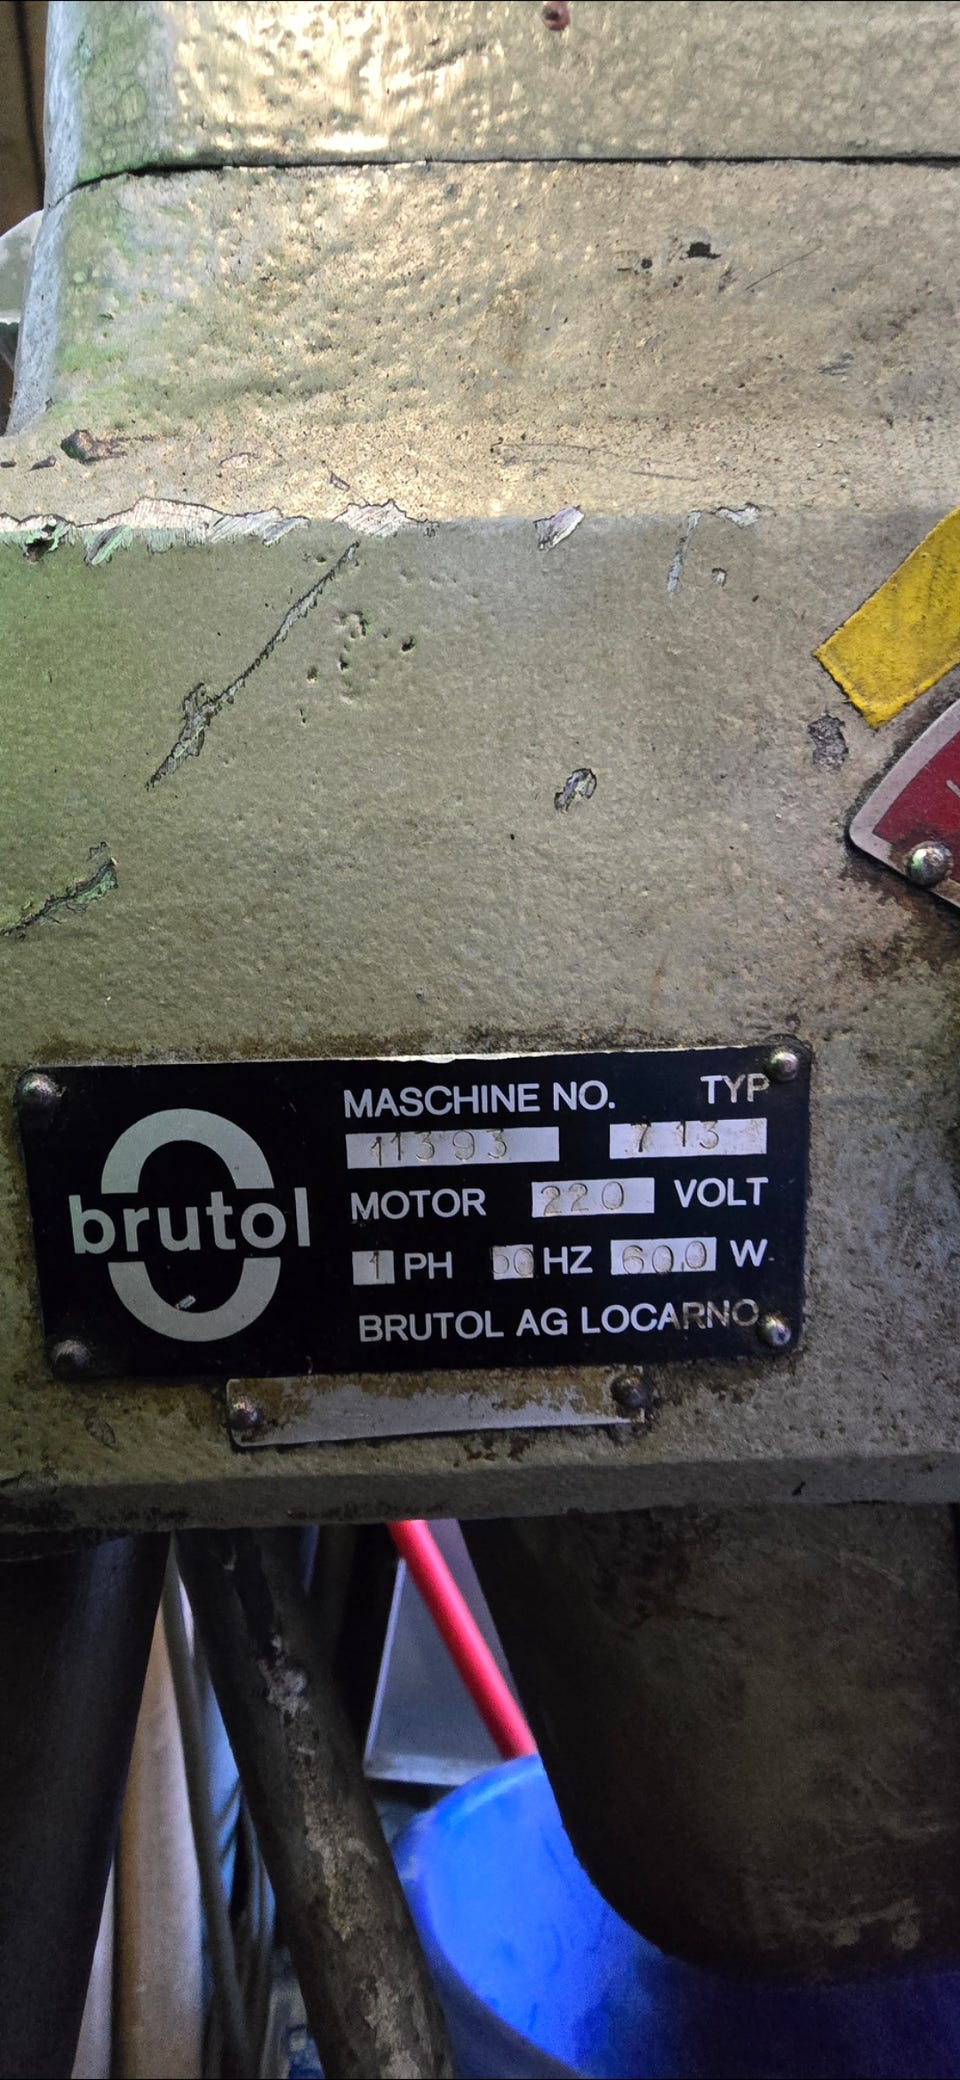 brutol
MASCHINE NO. TYP
11393 713
MOTOR 220 VOLT
1 PH 50 HZ 600 W
BRUTOL AG LOCARNO